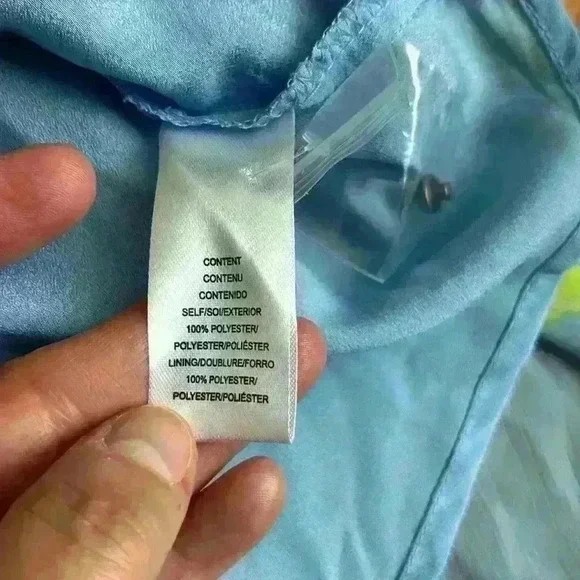 CONTENT
CONTENU
CONTENIDO
SELF/SOI/EXTERIOR
100% POLYESTER/
POLYESTER/POLIÉSTER
LINING/DOUBLURE/FORRO
100% POLYESTER/
POLYESTER/POLIÉSTER